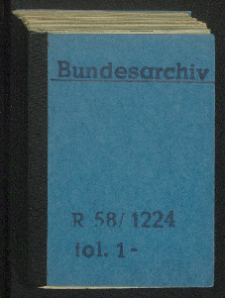 Bundesarchiv
R 58/1224
fol. 1-